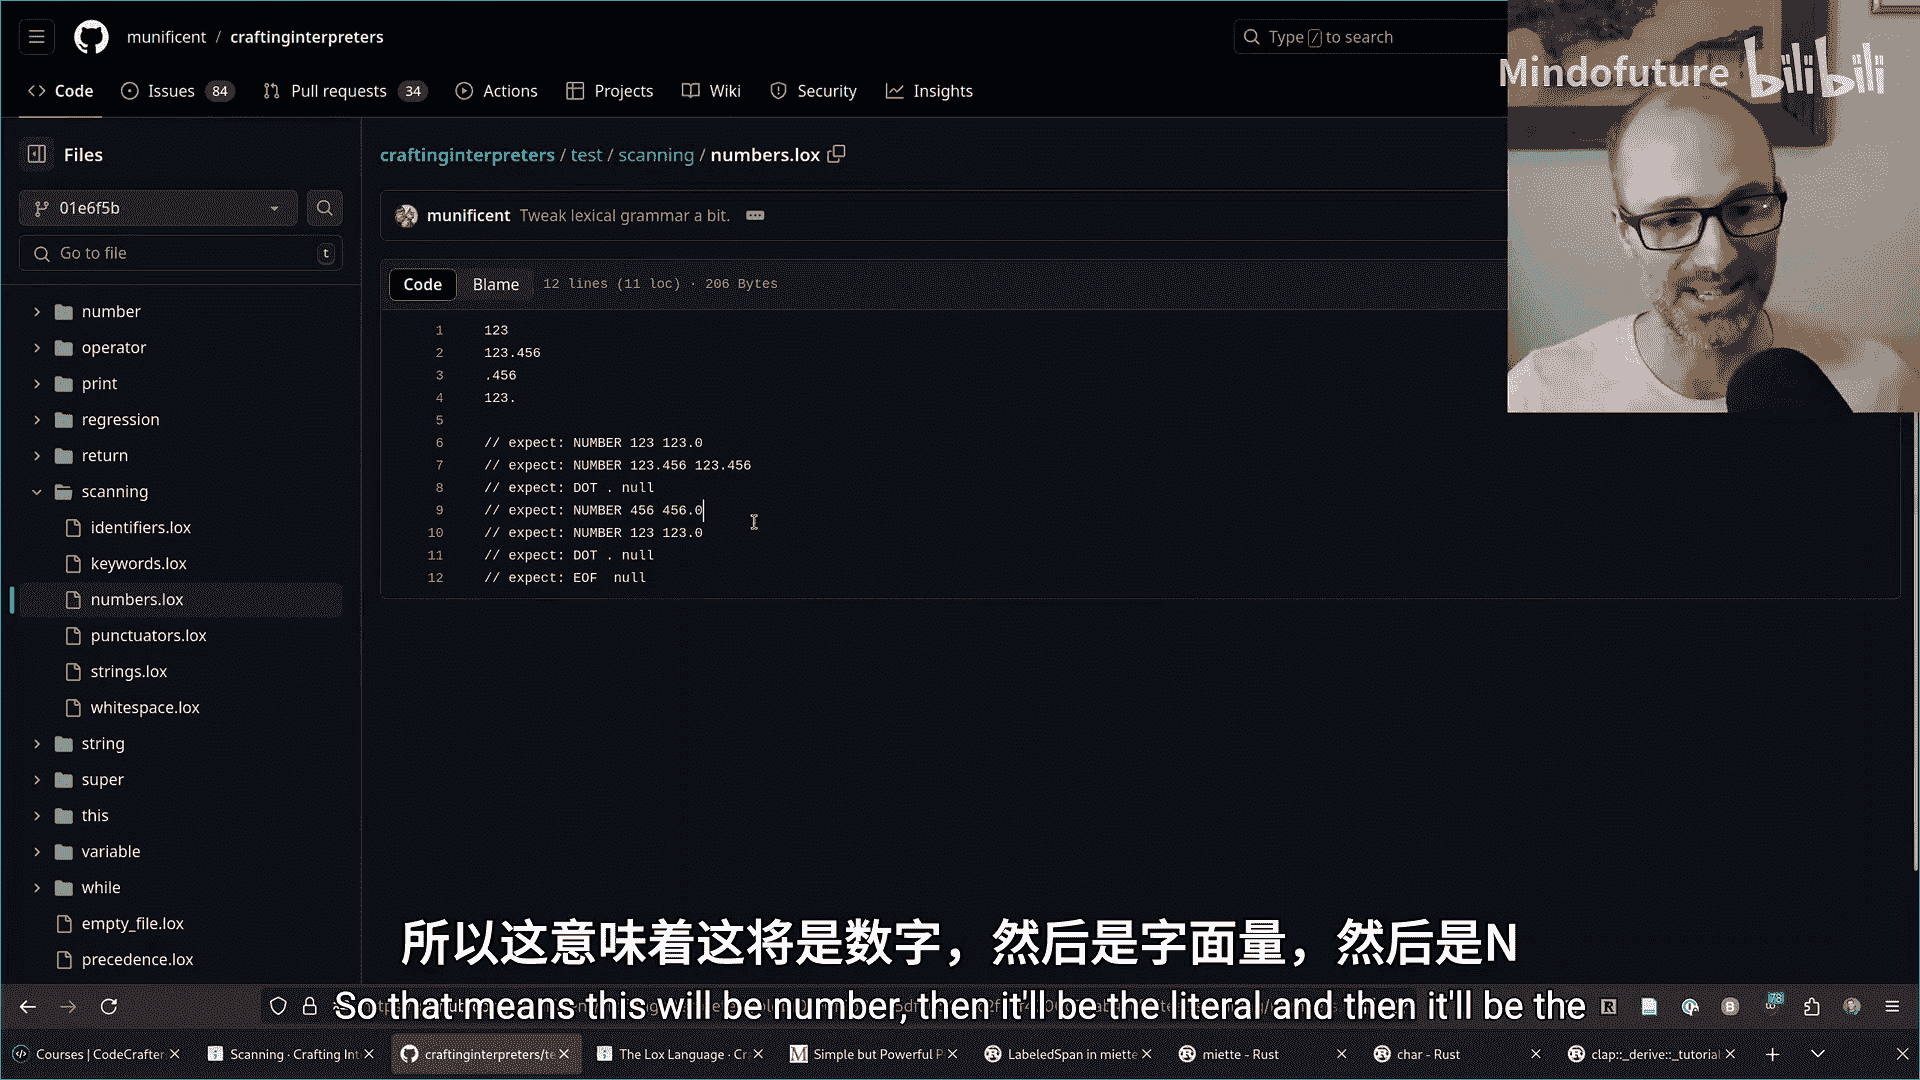 munificent / craftinginterpreters
Type / to search
Mindofuture bilibili
Code
Issues 84
Pull requests 34
Actions
Projects
Wiki
Security
Insights
Files
01e6f5b
Go to file
t
number
operator
print
regression
return
scanning
identifiers.lox
keywords.lox
numbers.lox
punctuators.lox
strings.lox
whitespace.lox
string
super
this
variable
while
empty_file.lox
precedence.lox
craftinginterpreters / test / scanning / numbers.lox
munificent Tweak lexical grammar a bit.
Code Blame 12 lines (11 loc) · 206 Bytes
1 123
2 123.456
3 .456
4 123.
5
6 // expect: NUMBER 123 123.0
7 // expect: NUMBER 123.456 123.456
8 // expect: DOT . null
9 // expect: NUMBER 456 456.0
10 // expect: NUMBER 123 123.0
11 // expect: DOT . null
12 // expect: EOF  null
所以这意味着这将是数字，然后是字面量，然后是N
So that means this will be number, then it'll be the literal and then it'll be the
78
Courses | CodeCrafter
Scanning · Crafting Int
craftinginterpreters/te
The Lox Language · Cr
Simple but Powerful P
LabeledSpan in miette
miette - Rust
char - Rust
clap::_derive::_tutorial